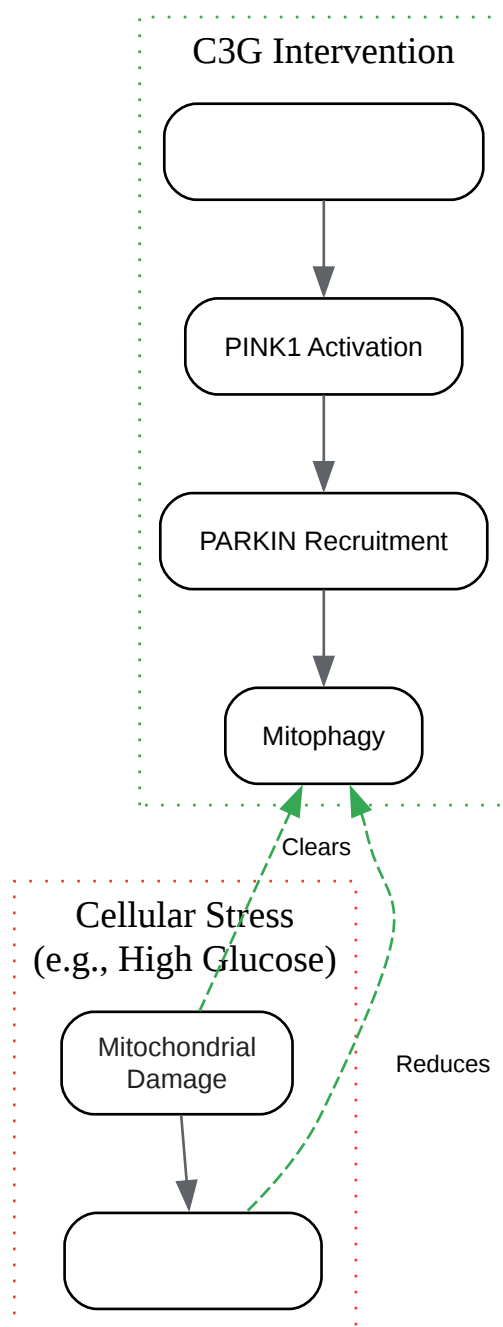 C3G Intervention
PINK1 Activation
PARKIN Recruitment
Mitophagy
Clears
Cellular Stress
(e.g., High Glucose)
Mitochondrial
Damage
Reduces